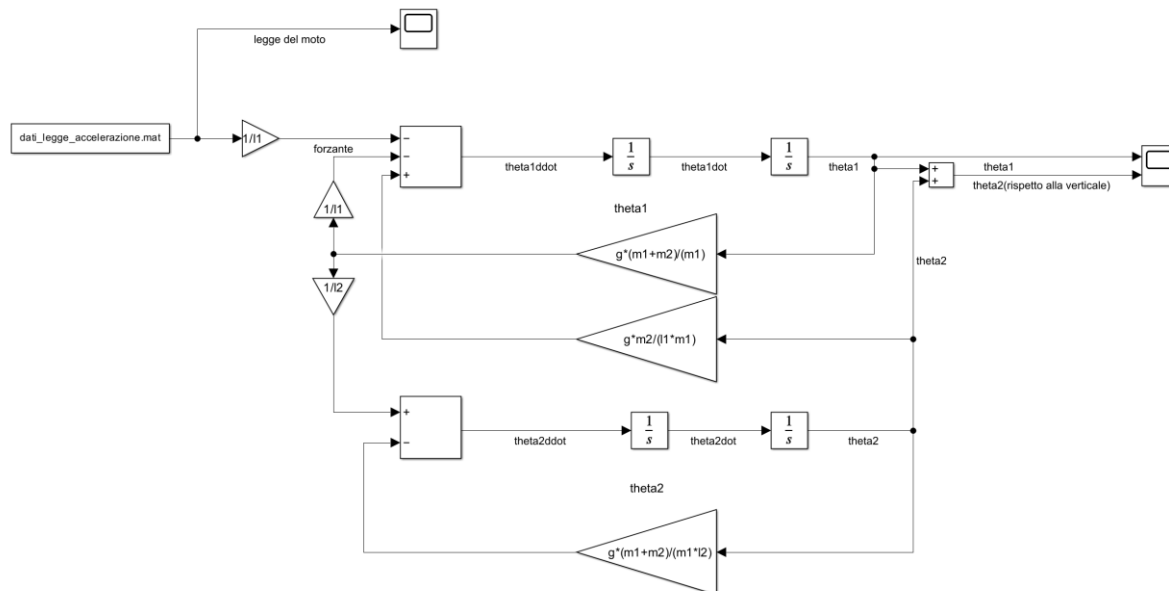 legge del moto
dati_legge_accelerazione.mat
1/l1
forzante
−
−
+
theta1ddot
1
s
theta1dot
1
s
theta1
+
+
theta1
theta2(rispetto alla verticale)
1/l1
theta1
g*(m1+m2)/(m1)
theta2
1/l2
g*m2/(l1*m1)
+
−
theta2ddot
1
s
theta2dot
1
s
theta2
theta2
g*(m1+m2)/(m1*l2)